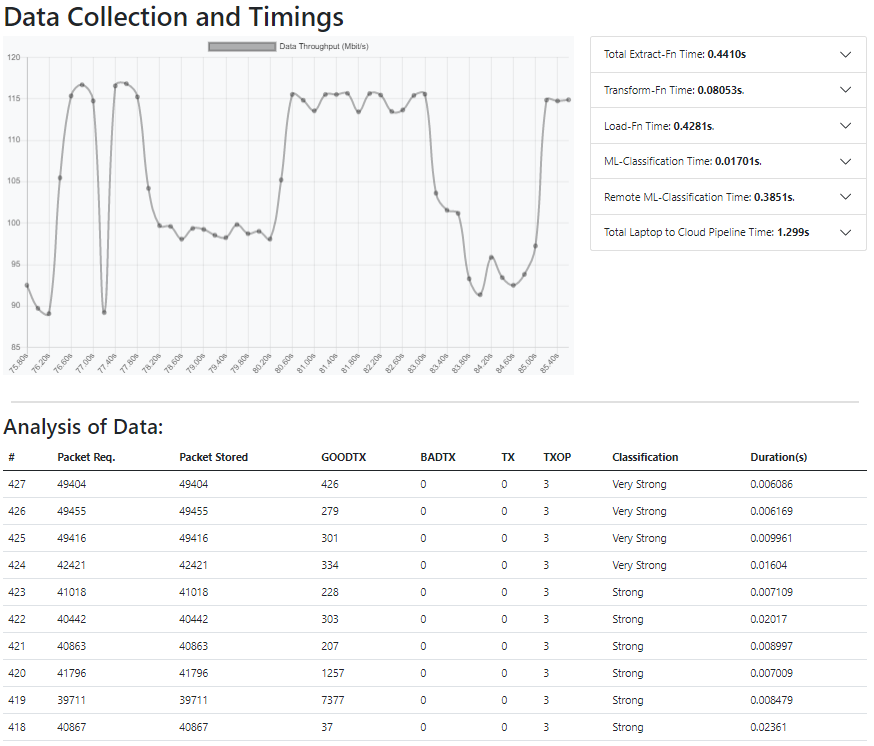 Data Collection and Timings
Data Throughput (Mbit/s)
120
115
110
105
100
95
90
85
75.80s 76.20s 76.60s 77.00s 77.40s 77.80s 78.20s 78.60s 79.00s 79.40s 79.80s 80.20s 80.60s 81.00s 81.40s 81.80s 82.20s 82.60s 83.00s 83.40s 83.80s 84.20s 84.60s 85.00s 85.40s
Total Extract-Fn Time: 0.4410s
Transform-Fn Time: 0.08053s.
Load-Fn Time: 0.4281s.
ML-Classification Time: 0.01701s.
Remote ML-Classification Time: 0.3851s.
Total Laptop to Cloud Pipeline Time: 1.299s
Analysis of Data:
# Packet Req. Packet Stored GOODTX BADTX TX TXOP Classification Duration(s)
427 49404 49404 426 0 0 3 Very Strong 0.006086
426 49455 49455 279 0 0 3 Very Strong 0.006169
425 49416 49416 301 0 0 3 Very Strong 0.009961
424 42421 42421 334 0 0 3 Very Strong 0.01604
423 41018 41018 228 0 0 3 Strong 0.007109
422 40442 40442 303 0 0 3 Strong 0.02017
421 40863 40863 207 0 0 3 Strong 0.008997
420 41796 41796 1257 0 0 3 Strong 0.007009
419 39711 39711 7377 0 0 3 Strong 0.008479
418 40867 40867 37 0 0 3 Strong 0.02361